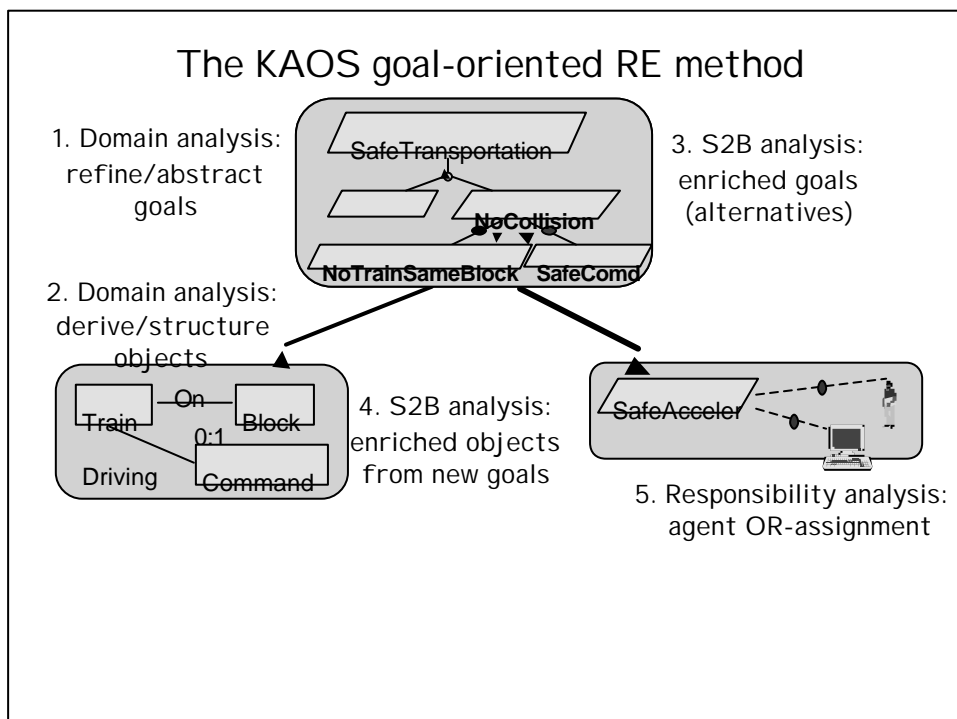 The KAOS goal-oriented RE method
1. Domain analysis:
refine/abstract
goals
SafeTransportation
NoCollision
NoTrainSameBlock
SafeComd
3. S2B analysis:
enriched goals
(alternatives)
2. Domain analysis:
derive/structure
objects
On
Train
Block
0:1
Driving
Command
4. S2B analysis:
enriched objects
from new goals
SafeAcceler
5. Responsibility analysis:
agent OR-assignment